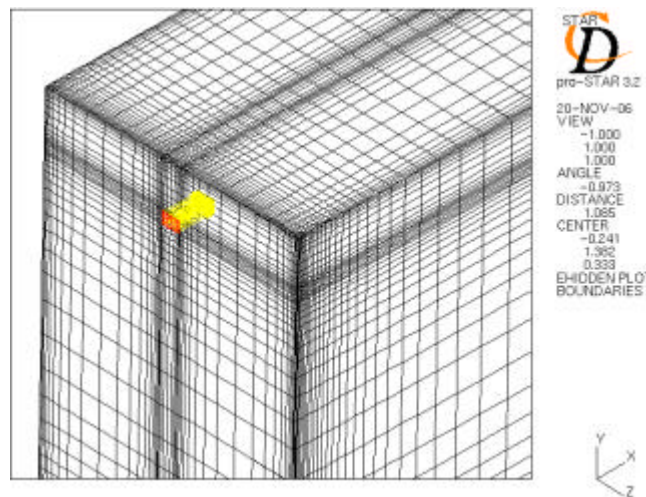 STAR
CD
pro-STAR 3.2
20-NOV-06
VIEW
-1.000
1.000
1.000
ANGLE
-0.973
DISTANCE
1.085
CENTER
-0.241
1.382
0.333
EHIDDEN PLOT
BOUNDARIES
Y
X
Z